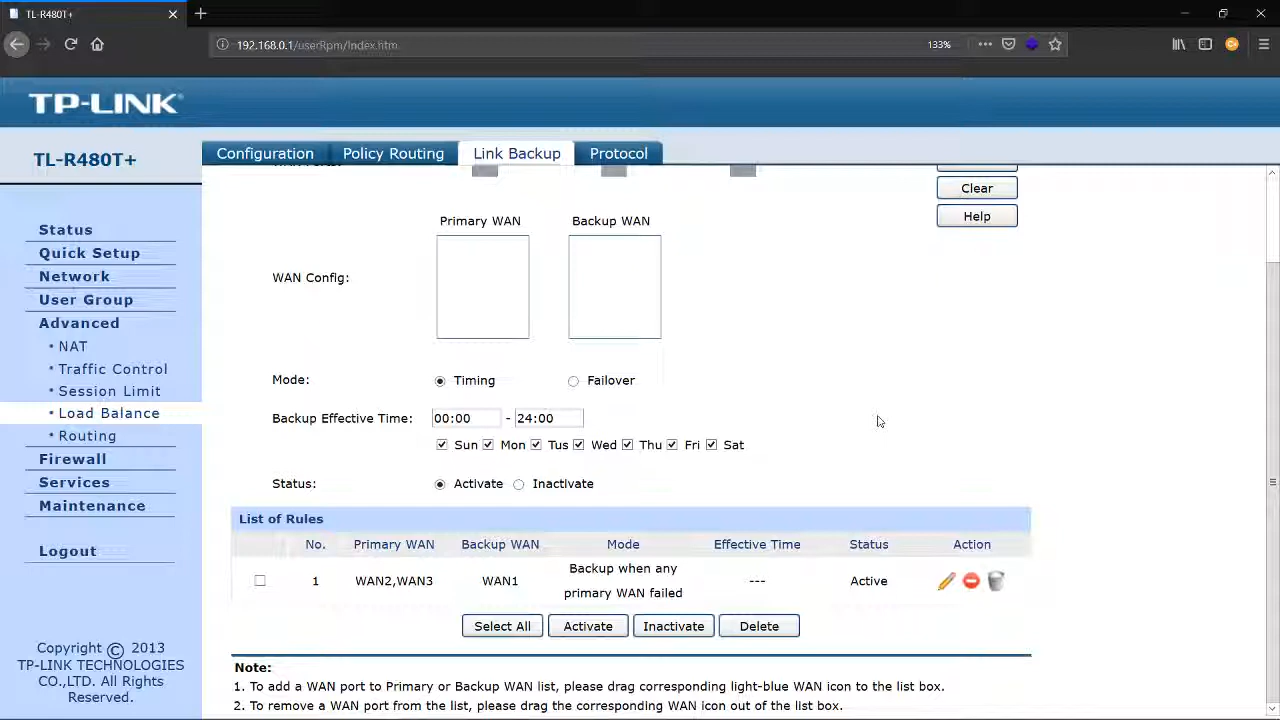 TL-R480T+
192.168.0.1/userRpm/Index.htm
133%
TP-LINK®
TL-R480T+
Configuration
Policy Routing
Link Backup
Protocol
Status
Quick Setup
Network
User Group
Advanced
• NAT
• Traffic Control
• Session Limit
• Load Balance
• Routing
Firewall
Services
Maintenance
Logout
Copyright © 2013
TP-LINK TECHNOLOGIES
CO.,LTD. All Rights
Reserved.
Clear
Help
Primary WAN Backup WAN
WAN Config:
Mode: Timing Failover
Backup Effective Time: 00:00 - 24:00
Sun Mon Tus Wed Thu Fri Sat
Status: Activate Inactivate
List of Rules
No. Primary WAN Backup WAN Mode Effective Time Status Action
1 WAN2,WAN3 WAN1 Backup when any primary WAN failed --- Active
Select All Activate Inactivate Delete
Note:
1. To add a WAN port to Primary or Backup WAN list, please drag corresponding light-blue WAN icon to the list box.
2. To remove a WAN port from the list, please drag the corresponding WAN icon out of the list box.